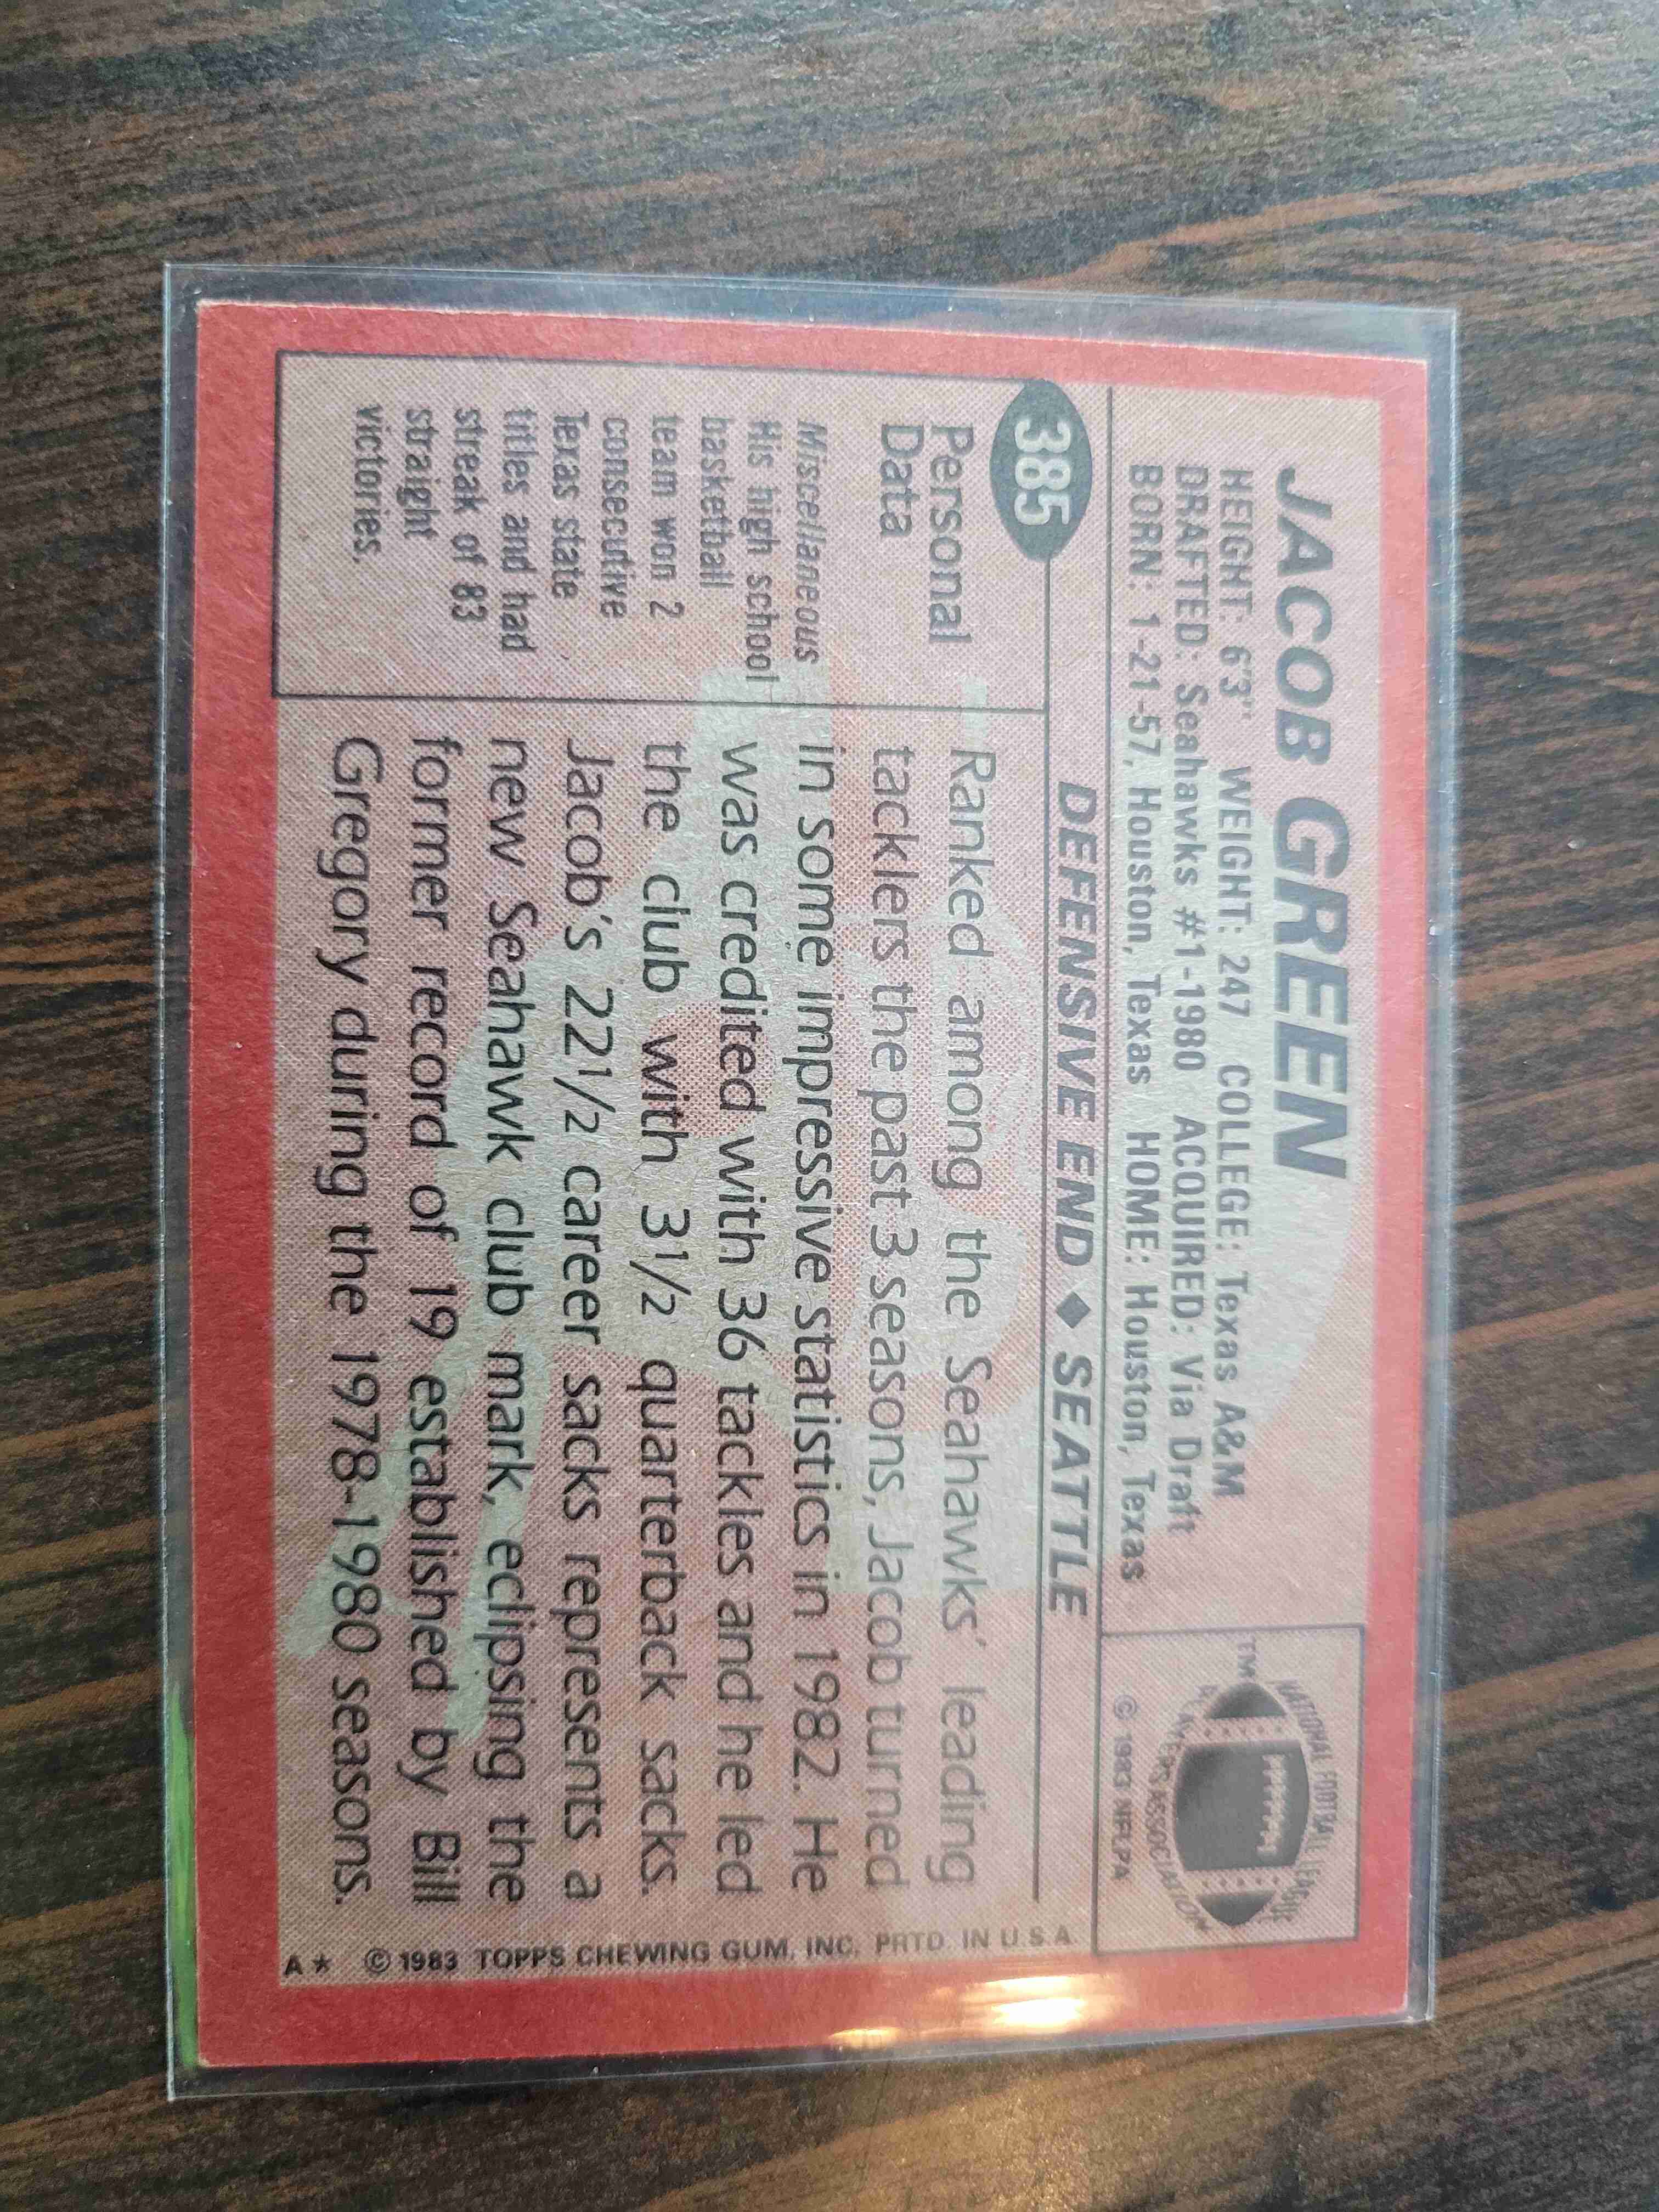 JACOB GREEN
HEIGHT: 6'3" WEIGHT: 247 COLLEGE: Texas A&M
DRAFTED: Seahawks #1-1980 ACQUIRED: Via Draft
BORN: 1-21-57, Houston, Texas HOME: Houston, Texas
NATIONAL FOOTBALL LEAGUE
PLAYERS ASSOCIATION
TM
© 1983 NFLPA
385
DEFENSIVE END ♦ SEATTLE
Personal
Data
Miscellaneous
His high school
basketball
team won 2
consecutive
Texas state
titles and had
streak of 83
straight
victories.
Ranked among the Seahawks' leading
tacklers the past 3 seasons, Jacob turned
in some impressive statistics in 1982. He
was credited with 36 tackles and he led
the club with 3½ quarterback sacks.
Jacob's 22½ career sacks represents a
new Seahawk club mark, eclipsing the
former record of 19 established by Bill
Gregory during the 1978-1980 seasons.
A★ © 1983 TOPPS CHEWING GUM, INC. PRTD. IN U.S.A.